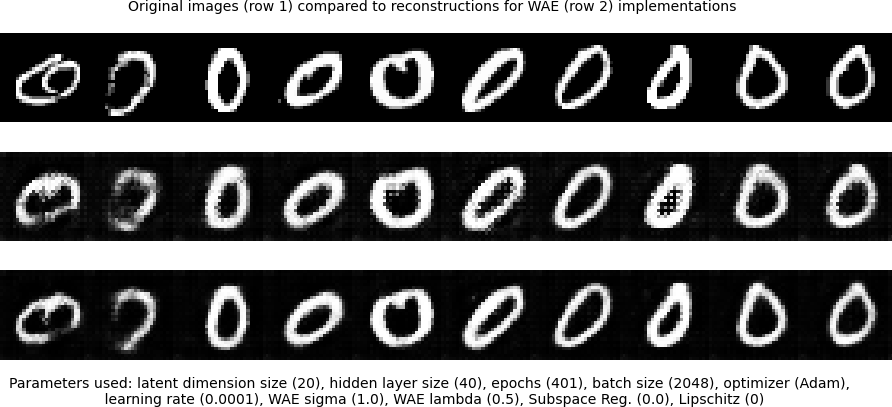 Original images (row 1) compared to reconstructions for WAE (row 2) implementations
Parameters used: latent dimension size (20), hidden layer size (40), epochs (401), batch size (2048), optimizer (Adam),
learning rate (0.0001), WAE sigma (1.0), WAE lambda (0.5), Subspace Reg. (0.0), Lipschitz (0)